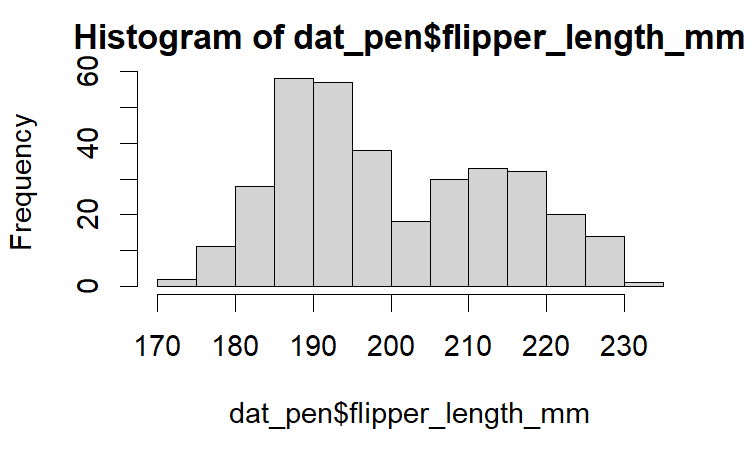 Histogram of dat_pen$flipper_length_mm
Frequency
60
40
20
0
170 180 190 200 210 220 230
dat_pen$flipper_length_mm